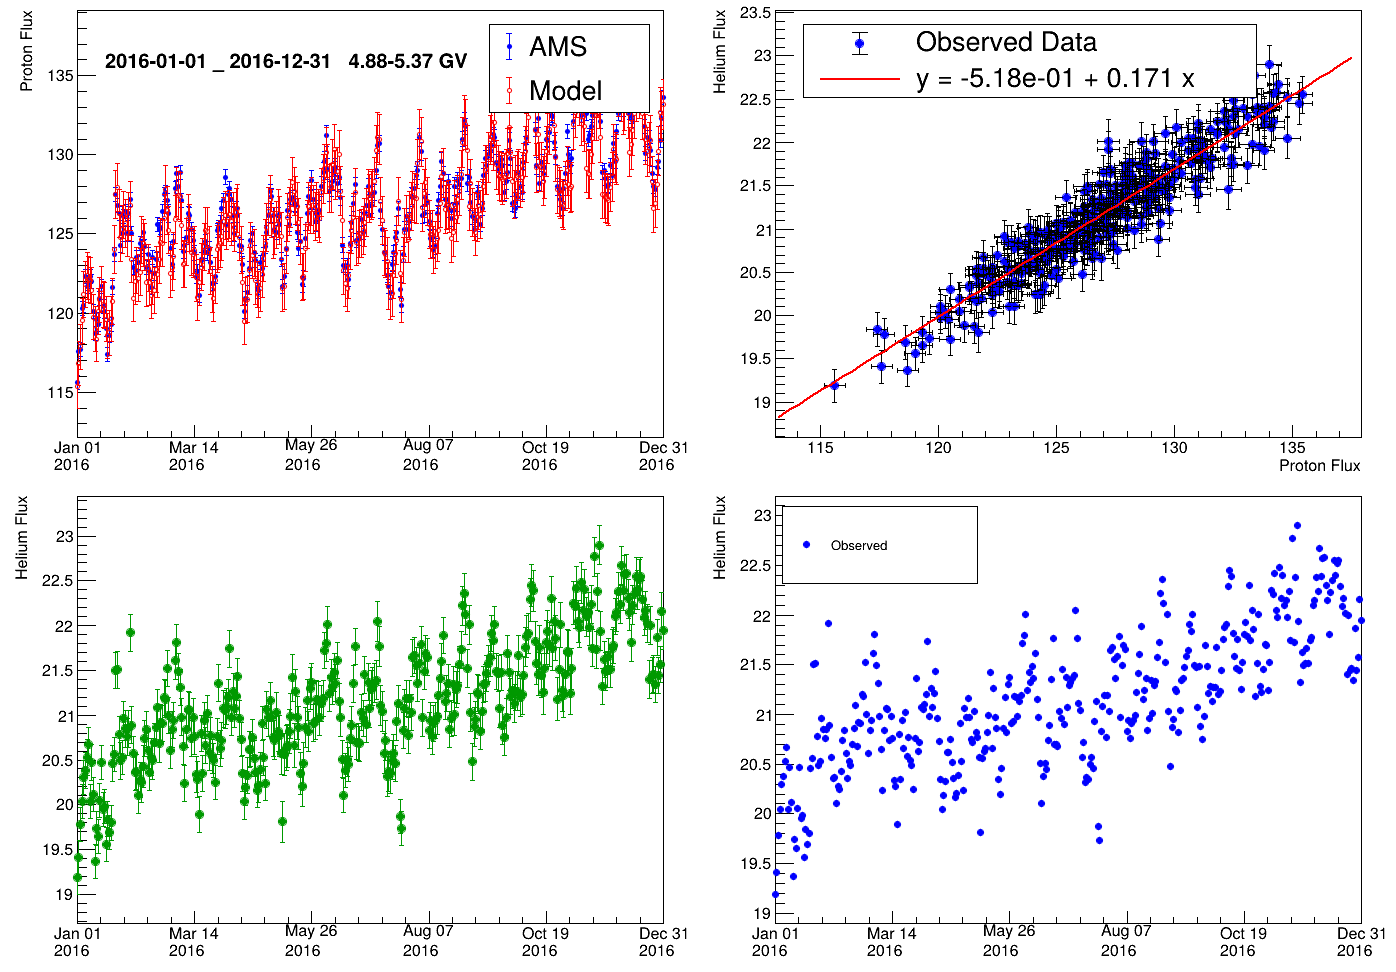 Proton Flux
2016-01-01 _ 2016-12-31 4.88-5.37 GV
AMS
Model
135
130
125
120
115
Jan 01
2016
Mar 14
2016
May 26
2016
Aug 07
2016
Oct 19
2016
Dec 31
2016
Helium Flux
Observed Data
y = -5.18e-01 + 0.171 x
23.5
23
22.5
22
21.5
21
20.5
20
19.5
19
115
120
125
130
135
Proton Flux
Helium Flux
23
22.5
22
21.5
21
20.5
20
19.5
19
Jan 01
2016
Mar 14
2016
May 26
2016
Aug 07
2016
Oct 19
2016
Dec 31
2016
Helium Flux
Observed
23
22.5
22
21.5
21
20.5
20
19.5
19
Jan 01
2016
Mar 14
2016
May 26
2016
Aug 07
2016
Oct 19
2016
Dec 31
2016